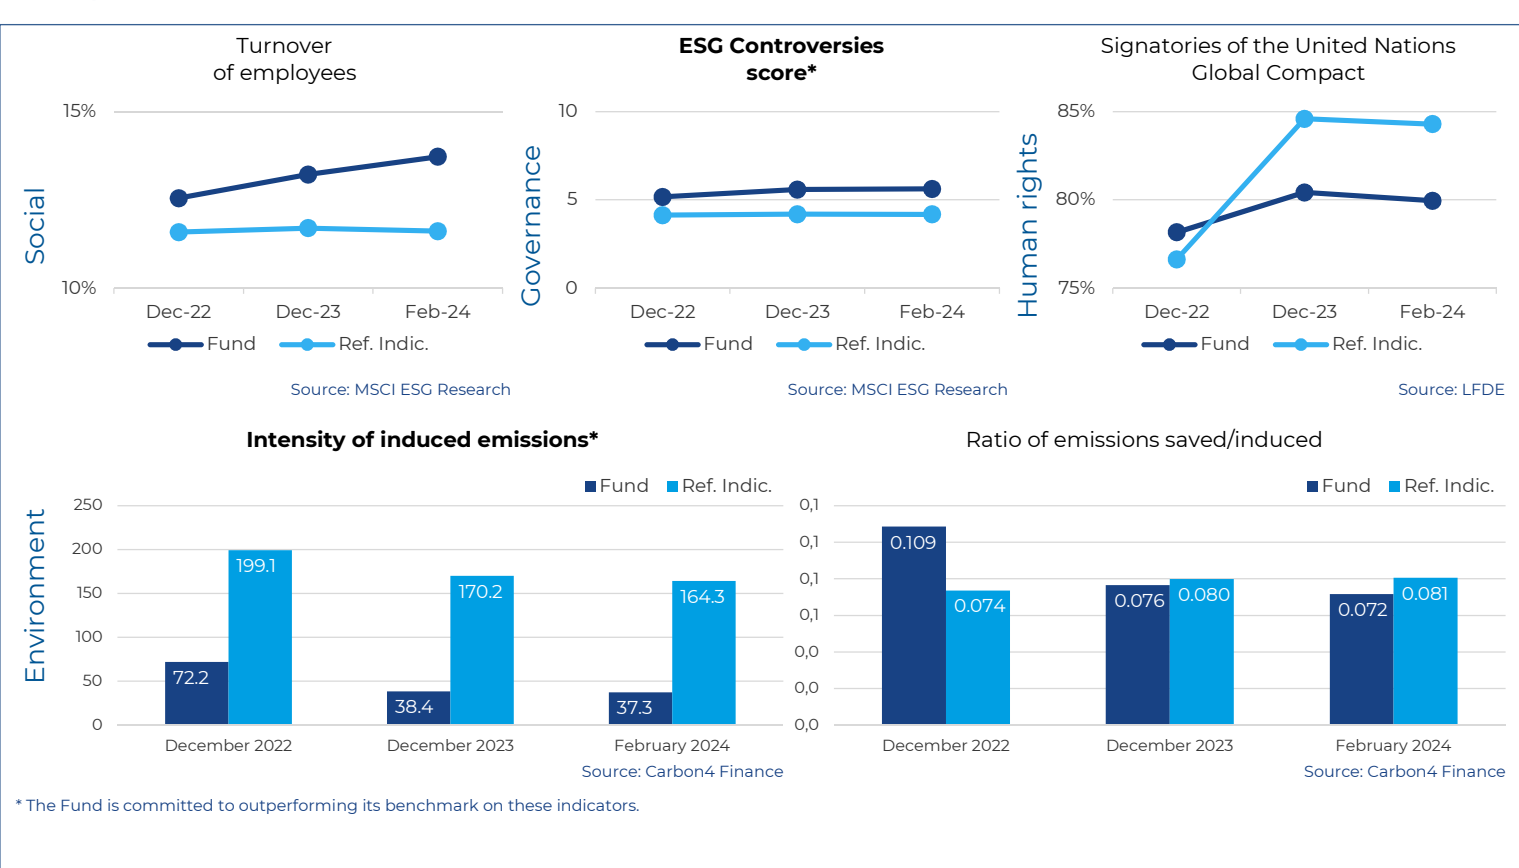 Turnover
of employees
15%
10%
Social
Dec-22 Dec-23 Feb-24
Fund Ref. Indic.
Source: MSCI ESG Research
ESG Controversies
score*
10
5
0
Governance
Dec-22 Dec-23 Feb-24
Fund Ref. Indic.
Source: MSCI ESG Research
Signatories of the United Nations
Global Compact
85%
80%
75%
Human rights
Dec-22 Dec-23 Feb-24
Fund Ref. Indic.
Source: LFDE
Intensity of induced emissions*
Fund Ref. Indic.
Environment
250
200
150
100
50
0
199.1
170.2
164.3
72.2
38.4
37.3
December 2022 December 2023 February 2024
Source: Carbon4 Finance
Ratio of emissions saved/induced
Fund Ref. Indic.
0,1
0,1
0,1
0,1
0,0
0,0
0,0
0.109
0.074
0.076
0.080
0.072
0.081
December 2022 December 2023 February 2024
Source: Carbon4 Finance
* The Fund is committed to outperforming its benchmark on these indicators.